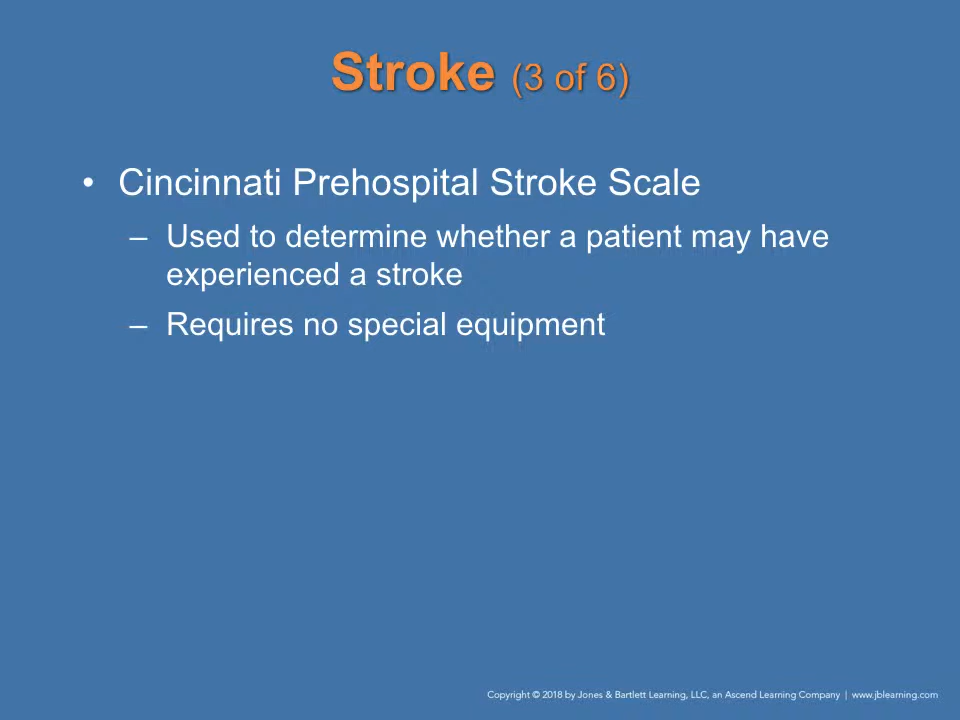 Stroke (3 of 6)
• Cincinnati Prehospital Stroke Scale
– Used to determine whether a patient may have
experienced a stroke
– Requires no special equipment
Copyright © 2018 by Jones & Bartlett Learning, LLC, an Ascend Learning Company | www.jblearning.com